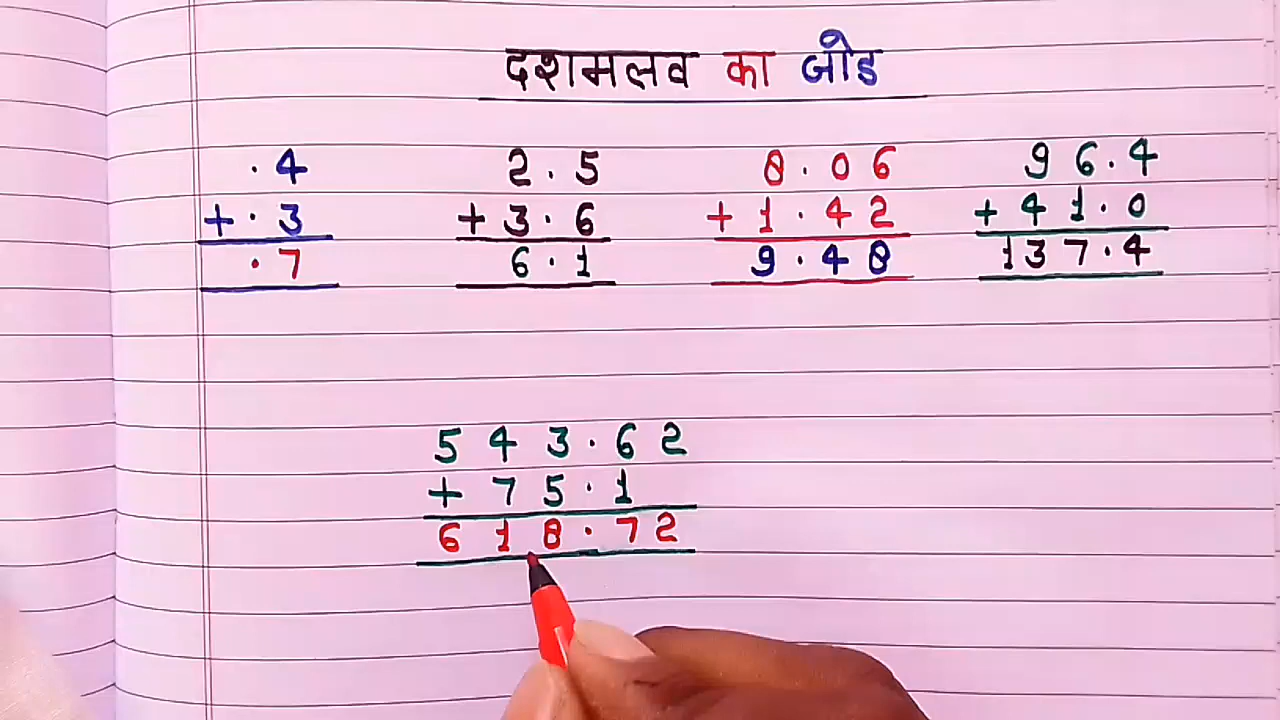 दशमलव का जोड
.4 2.5 8.06 96.4
+.3 +3.6 +1.42 +41.0
.7 6.1 9.48 137.4
543.62
+75.1
618.72